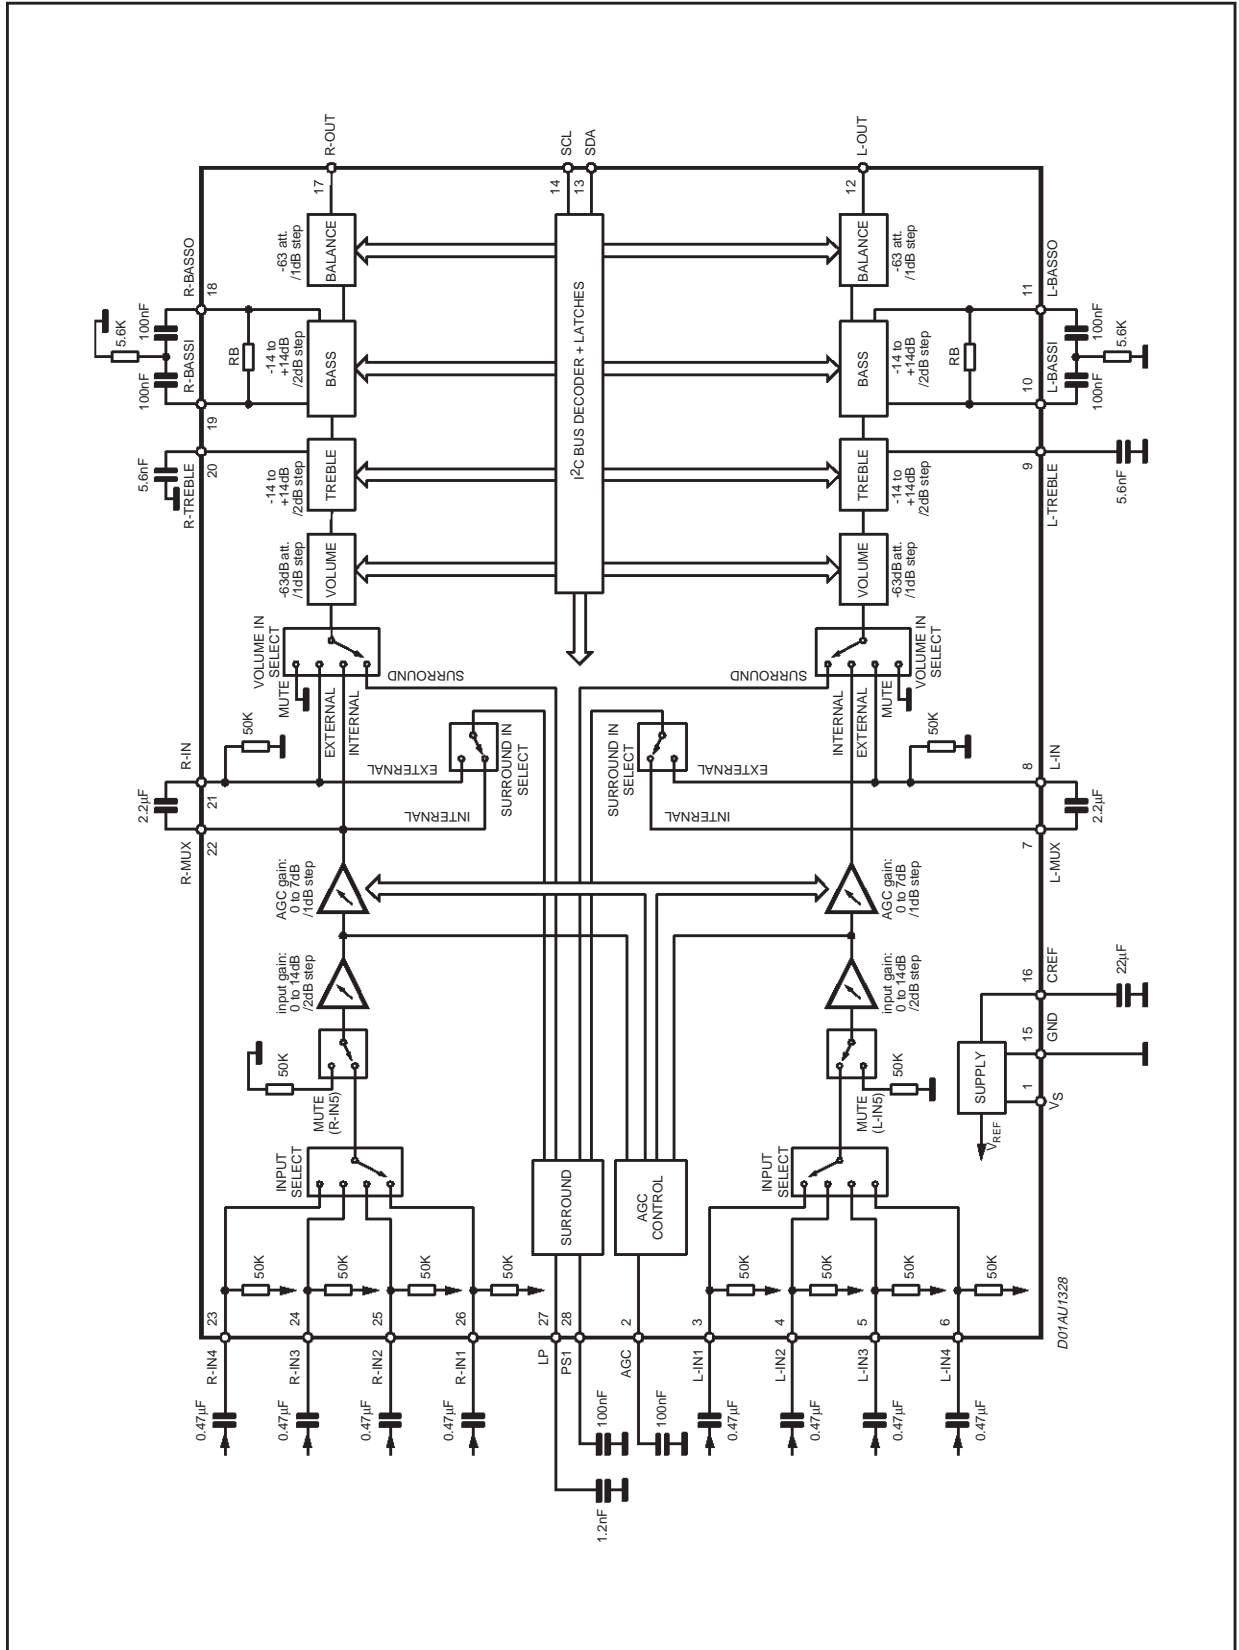 0.47µF
R-IN4
23
50K
0.47µF
R-IN3
24
50K
0.47µF
R-IN2
25
50K
0.47µF
R-IN1
26
50K
INPUT
SELECT
MUTE
(R-IN5)
50K
input gain:
0 to 14dB
/2dB step
AGC gain:
0 to 7dB
/1dB step
R-MUX
22
2.2µF
21
R-IN
50K
INTERNAL
EXTERNAL
SURROUND IN
SELECT
MUTE
EXTERNAL
INTERNAL
SURROUND
VOLUME IN
SELECT
-63dB att.
/1dB step
VOLUME
R-TREBLE
20
5.6nF
-14 to
+14dB
/2dB step
TREBLE
19
R-BASSI
100nF
5.6K
100nF
18
R-BASSO
RB
-14 to
+14dB
/2dB step
BASS
-63 att.
/1dB step
BALANCE
17
R-OUT
1.2nF
LP
27
100nF
PS1
28
SURROUND
100nF
AGC
2
AGC
CONTROL
I2C BUS DECODER + LATCHES
14
SCL
13
SDA
0.47µF
L-IN1
3
50K
0.47µF
L-IN2
4
50K
0.47µF
L-IN3
5
50K
0.47µF
L-IN4
6
50K
INPUT
SELECT
MUTE
(L-IN5)
50K
input gain:
0 to 14dB
/2dB step
AGC gain:
0 to 7dB
/1dB step
INTERNAL
EXTERNAL
SURROUND IN
SELECT
INTERNAL
EXTERNAL
MUTE
SURROUND
VOLUME IN
SELECT
50K
VOLUME
-63dB att.
/1dB step
TREBLE
-14 to
+14dB
/2dB step
BASS
-14 to
+14dB
/2dB step
RB
BALANCE
-63 att.
/1dB step
12
L-OUT
VREF
SUPPLY
1
VS
15
GND
16
CREF
22µF
7
L-MUX
2.2µF
8
L-IN
9
L-TREBLE
5.6nF
10
L-BASSI
100nF
5.6K
100nF
11
L-BASSO
D01AU1328